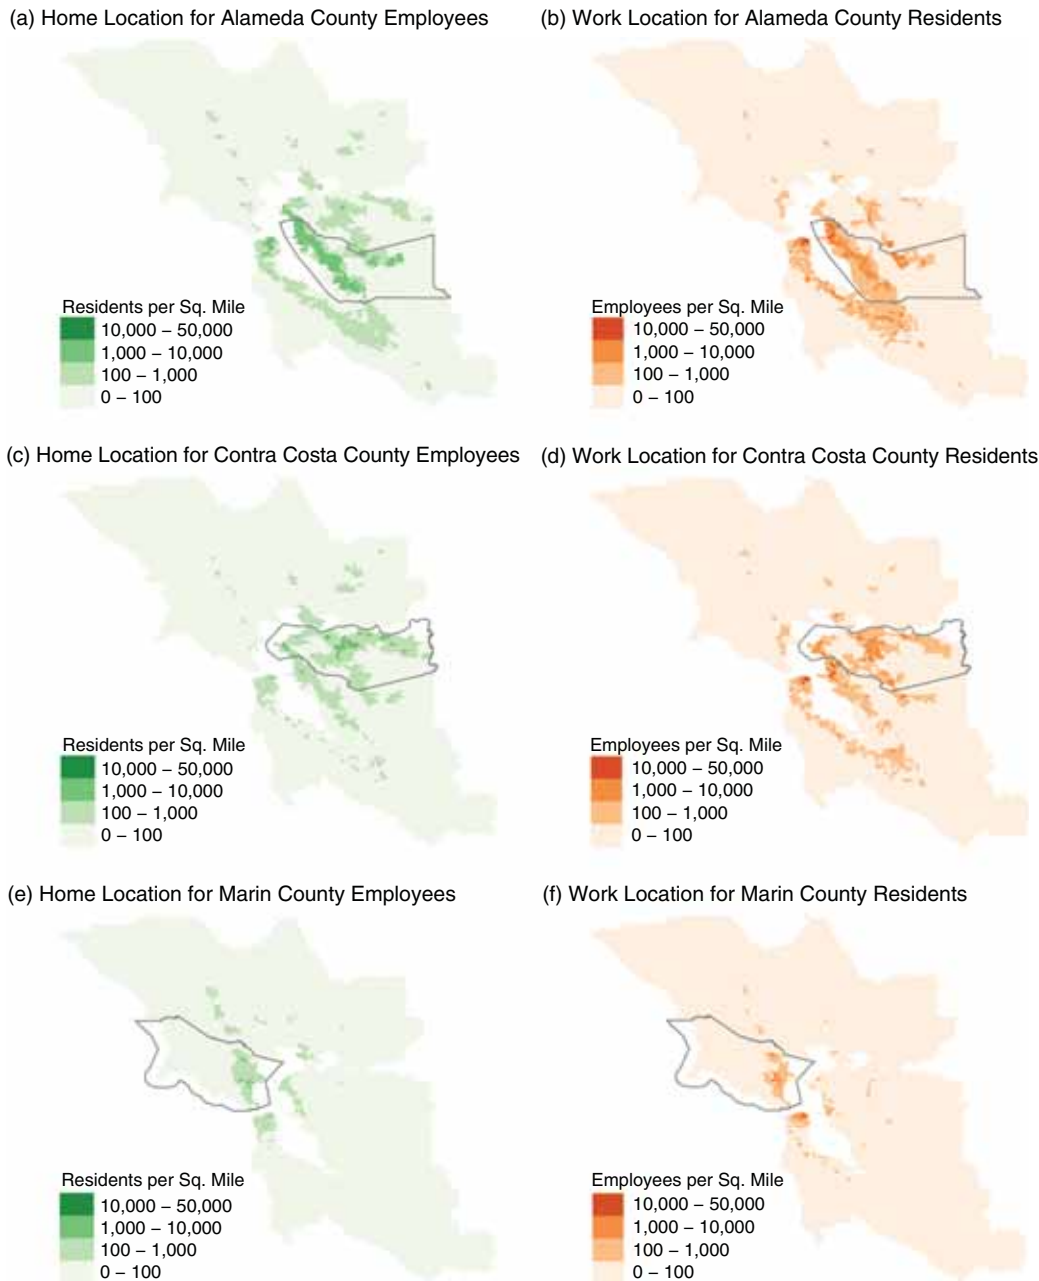 (a) Home Location for Alameda County Employees
(b) Work Location for Alameda County Residents
Residents per Sq. Mile
10,000 – 50,000
1,000 – 10,000
100 – 1,000
0 – 100
Employees per Sq. Mile
10,000 – 50,000
1,000 – 10,000
100 – 1,000
0 – 100
(c) Home Location for Contra Costa County Employees
(d) Work Location for Contra Costa County Residents
Residents per Sq. Mile
10,000 – 50,000
1,000 – 10,000
100 – 1,000
0 – 100
Employees per Sq. Mile
10,000 – 50,000
1,000 – 10,000
100 – 1,000
0 – 100
(e) Home Location for Marin County Employees
(f) Work Location for Marin County Residents
Residents per Sq. Mile
10,000 – 50,000
1,000 – 10,000
100 – 1,000
0 – 100
Employees per Sq. Mile
10,000 – 50,000
1,000 – 10,000
100 – 1,000
0 – 100